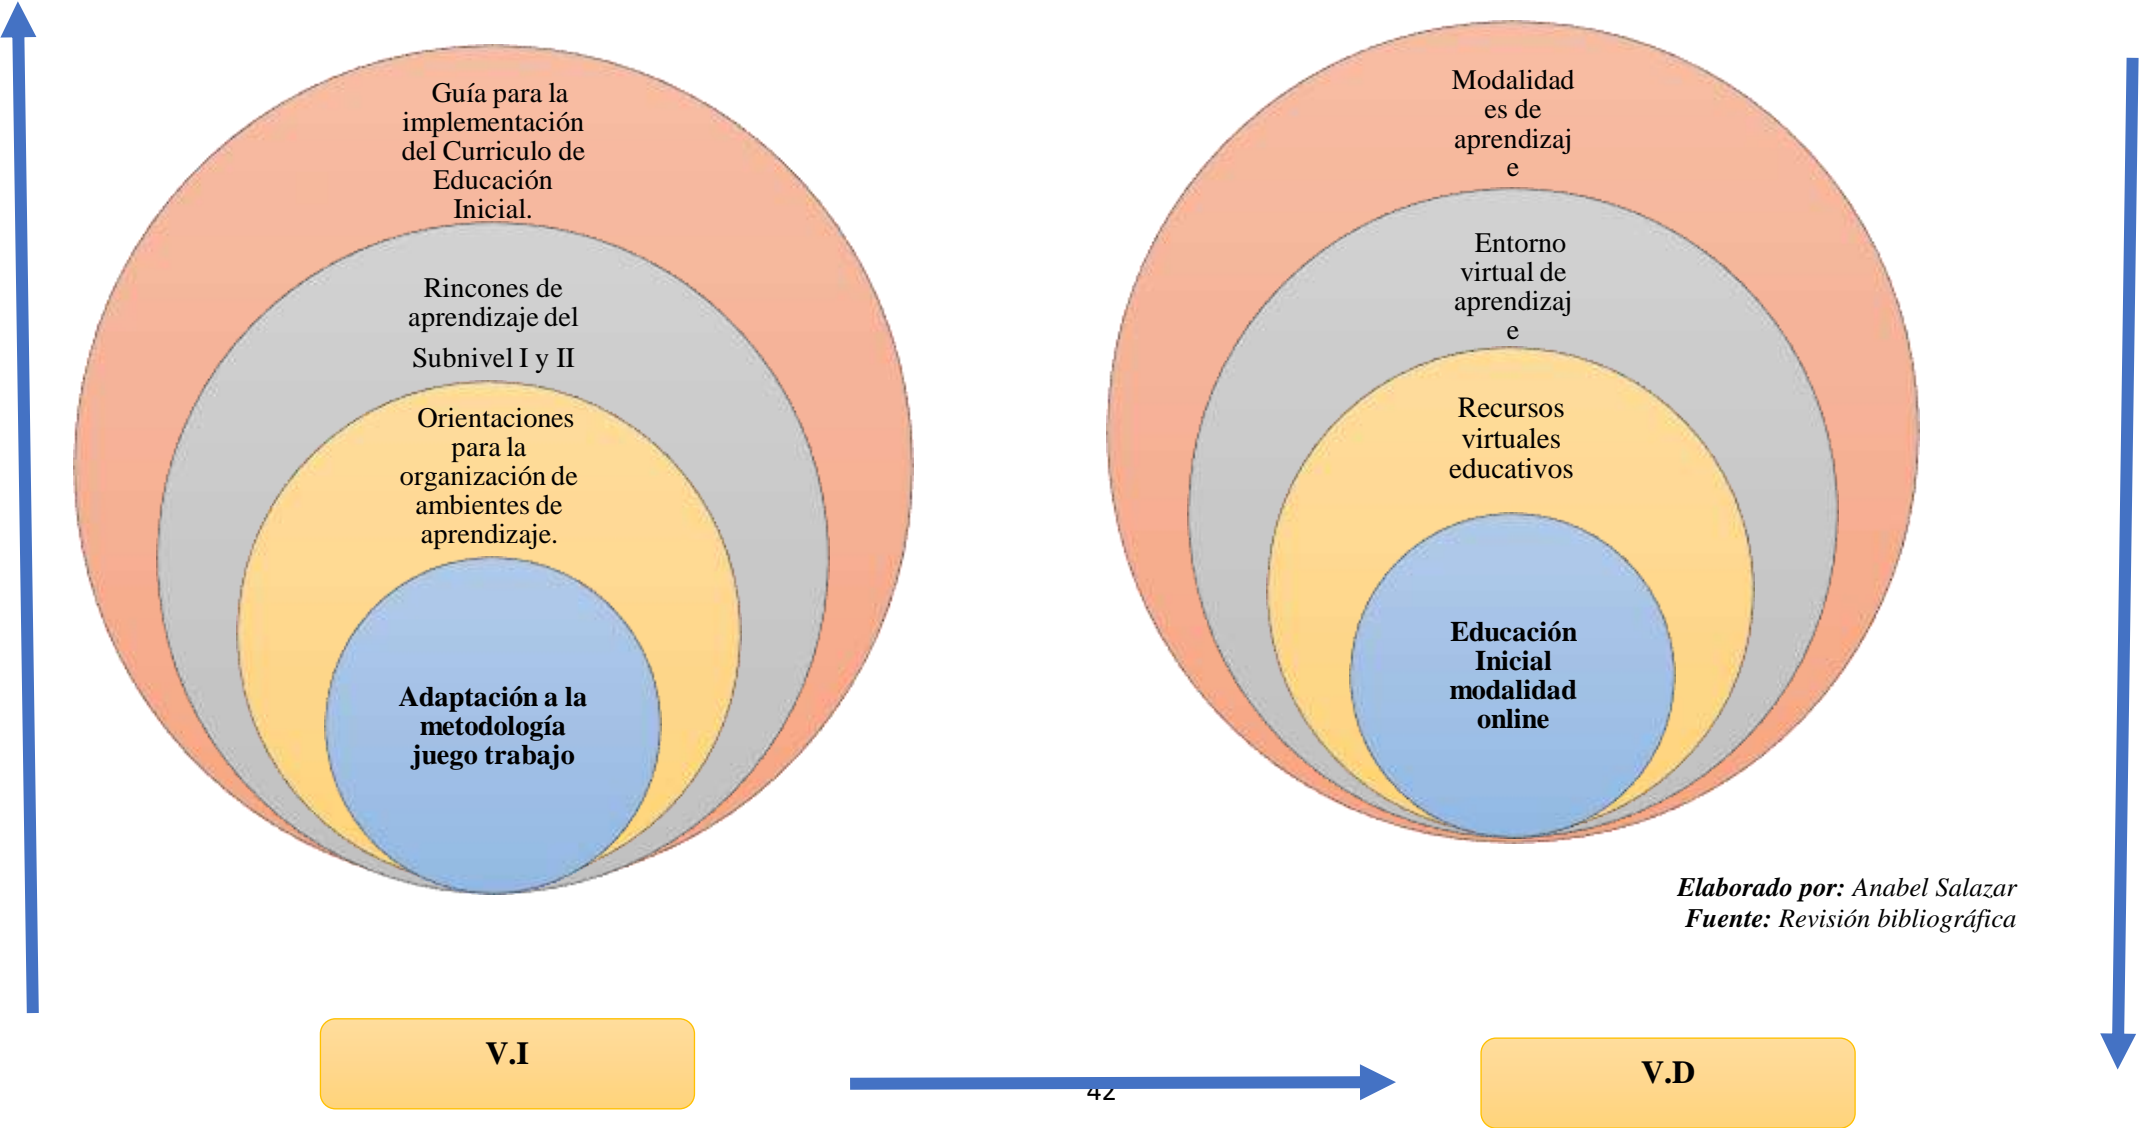 Guía para la
implementación
del Curriculo de
Educación
Inicial.
Rincones de
aprendizaje del
Subnivel I y II
Orientaciones
para la
organización de
ambientes de
aprendizaje.
Adaptación a la
metodología
juego trabajo
Modalidad
es de
aprendizaj
e
Entorno
virtual de
aprendizaj
e
Recursos
virtuales
educativos
Educación
Inicial
modalidad
online
Elaborado por: Anabel Salazar
Fuente: Revisión bibliográfica
V.I
42
V.D